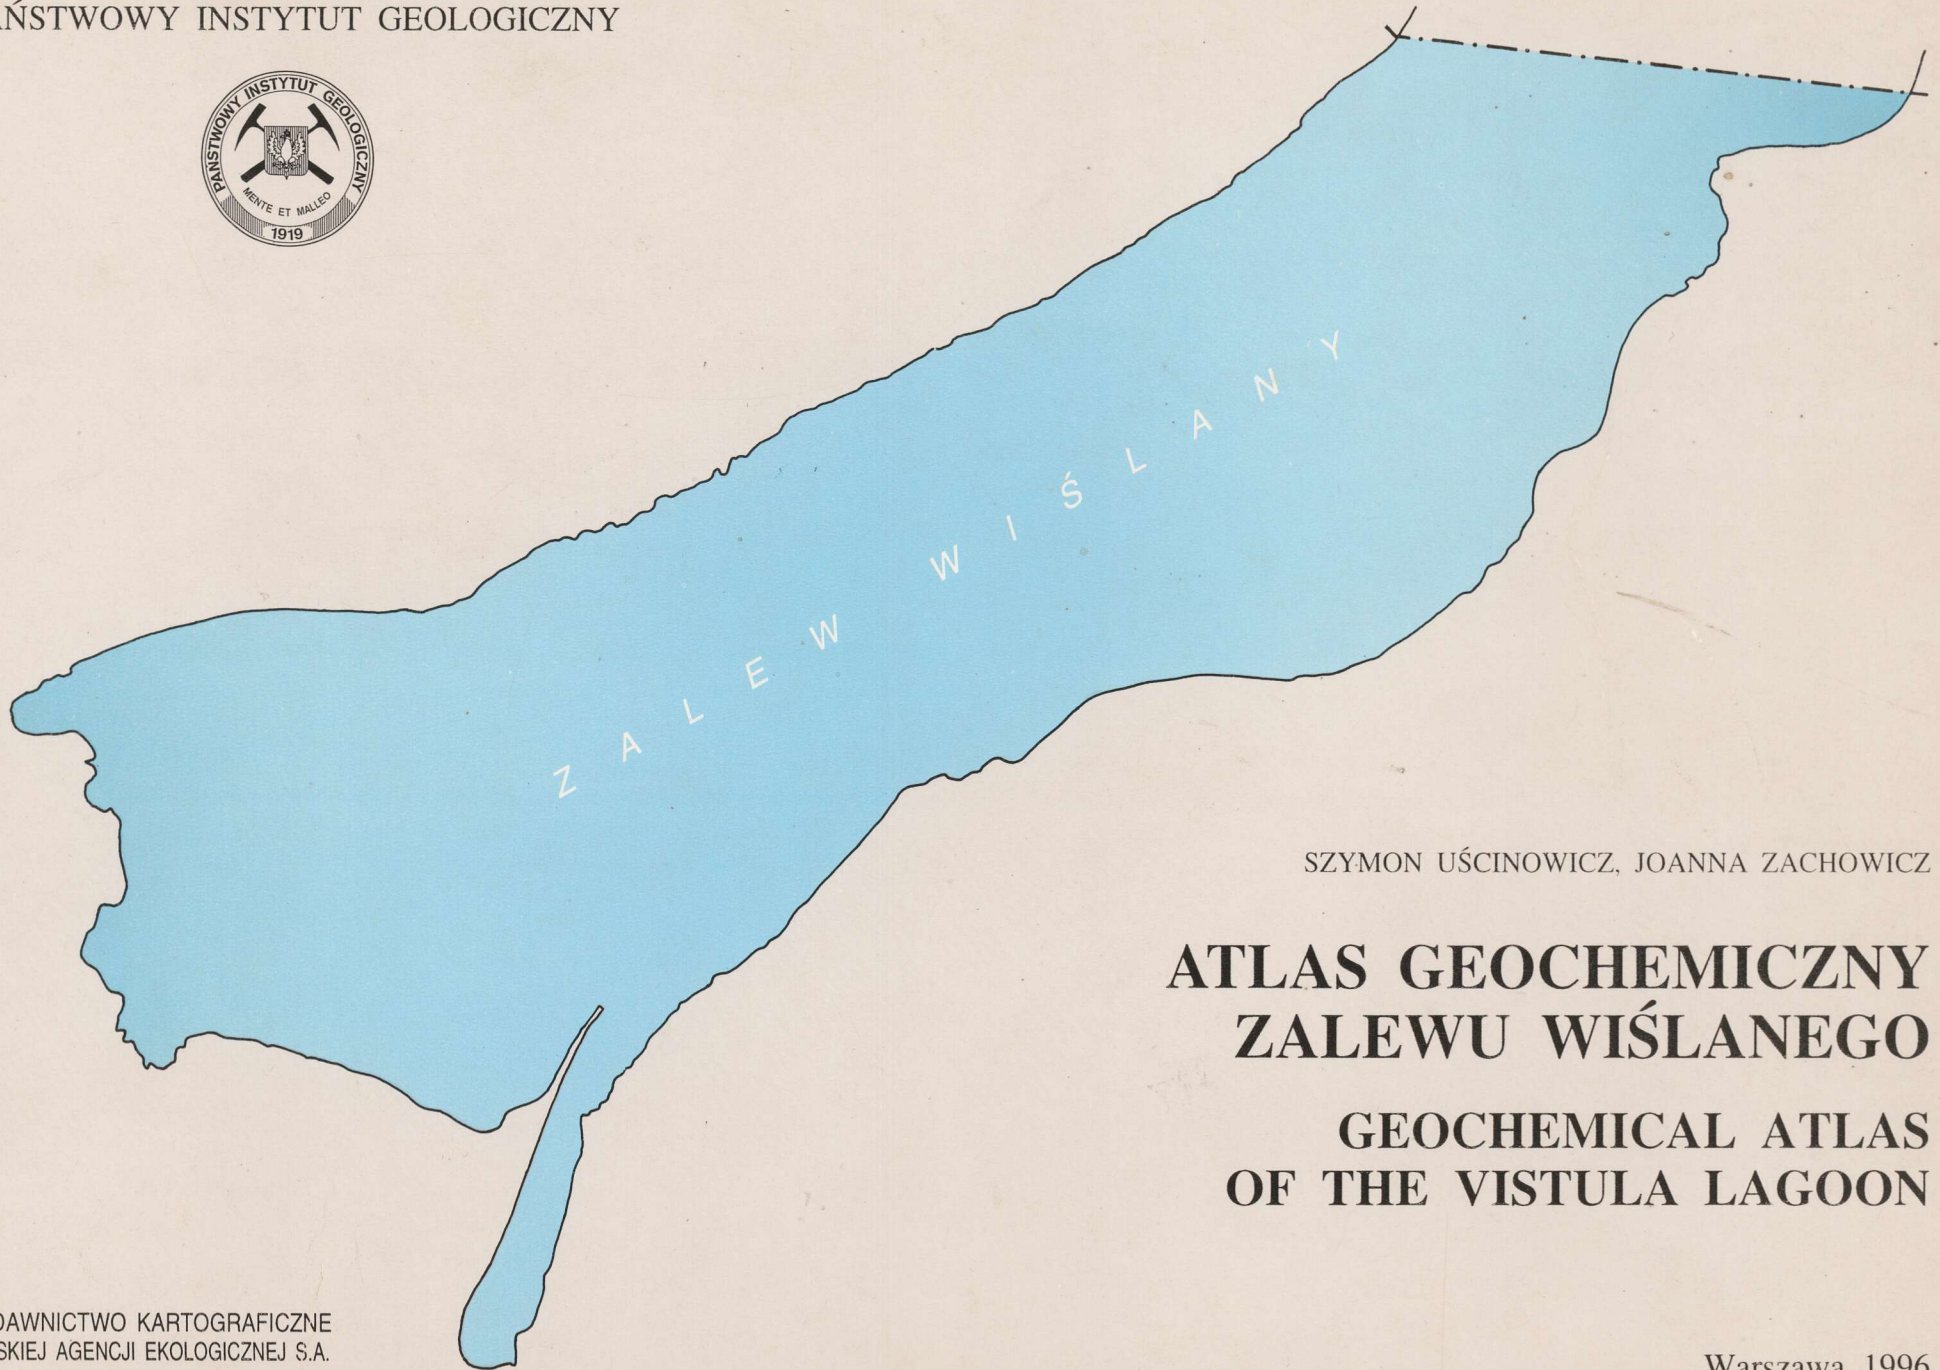 AŃSTWOWY INSTYTUT GEOLOGICZNY
PAŃSTWOWY INSTYTUT GEOLOGICZNY
MENTE ET MALLEO
1919
ZALEW WIŚLANY
SZYMON UŚCINOWICZ, JOANNA ZACHOWICZ
ATLAS GEOCHEMICZNY
ZALEWU WIŚLANEGO
GEOCHEMICAL ATLAS
OF THE VISTULA LAGOON
DAWNICTWO KARTOGRAFICZNE
SKIEJ AGENCJI EKOLOGICZNEJ S.A.
Warszawa 1996